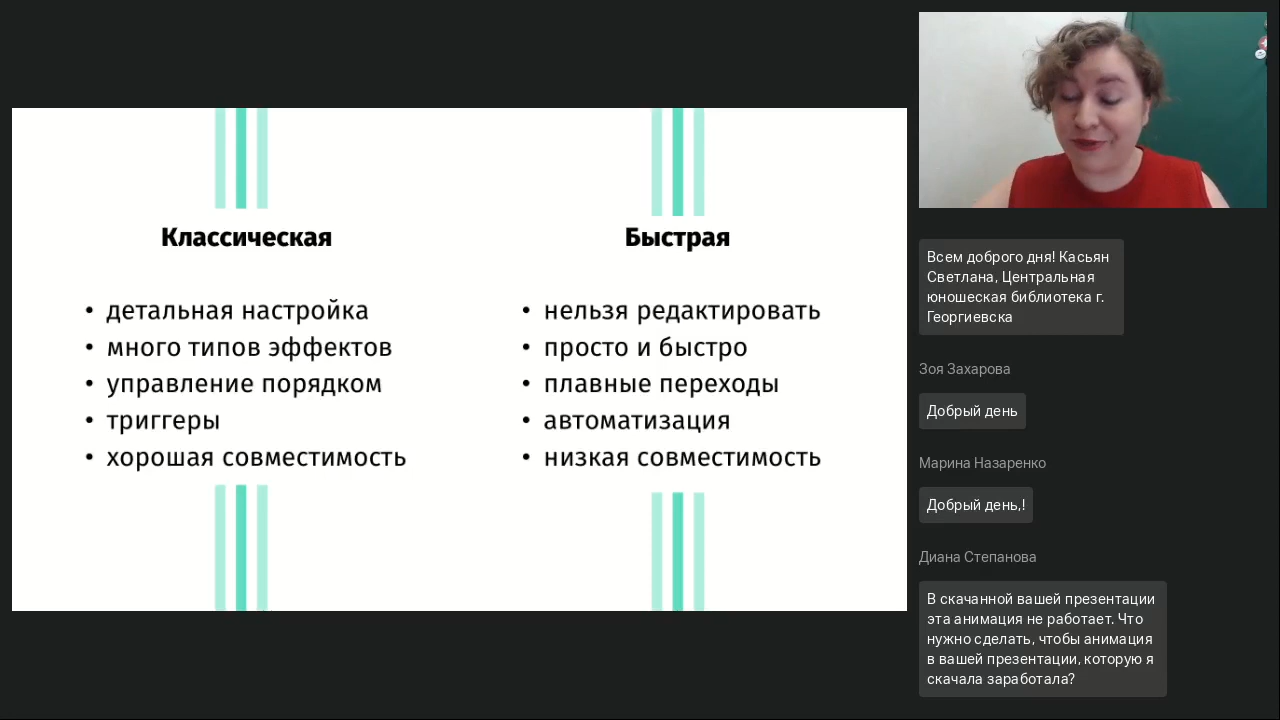 Классическая
• детальная настройка
• много типов эффектов
• управление порядком
• триггеры
• хорошая совместимость
Быстрая
• нельзя редактировать
• просто и быстро
• плавные переходы
• автоматизация
• низкая совместимость
Всем доброго дня! Касьян
Светлана, Центральная
юношеская библиотека г.
Георгиевска
Зоя Захарова
Добрый день
Марина Назаренко
Добрый день,!
Диана Степанова
В скачанной вашей презентации
эта анимация не работает. Что
нужно сделать, чтобы анимация
в вашей презентации, которую я
скачала заработала?